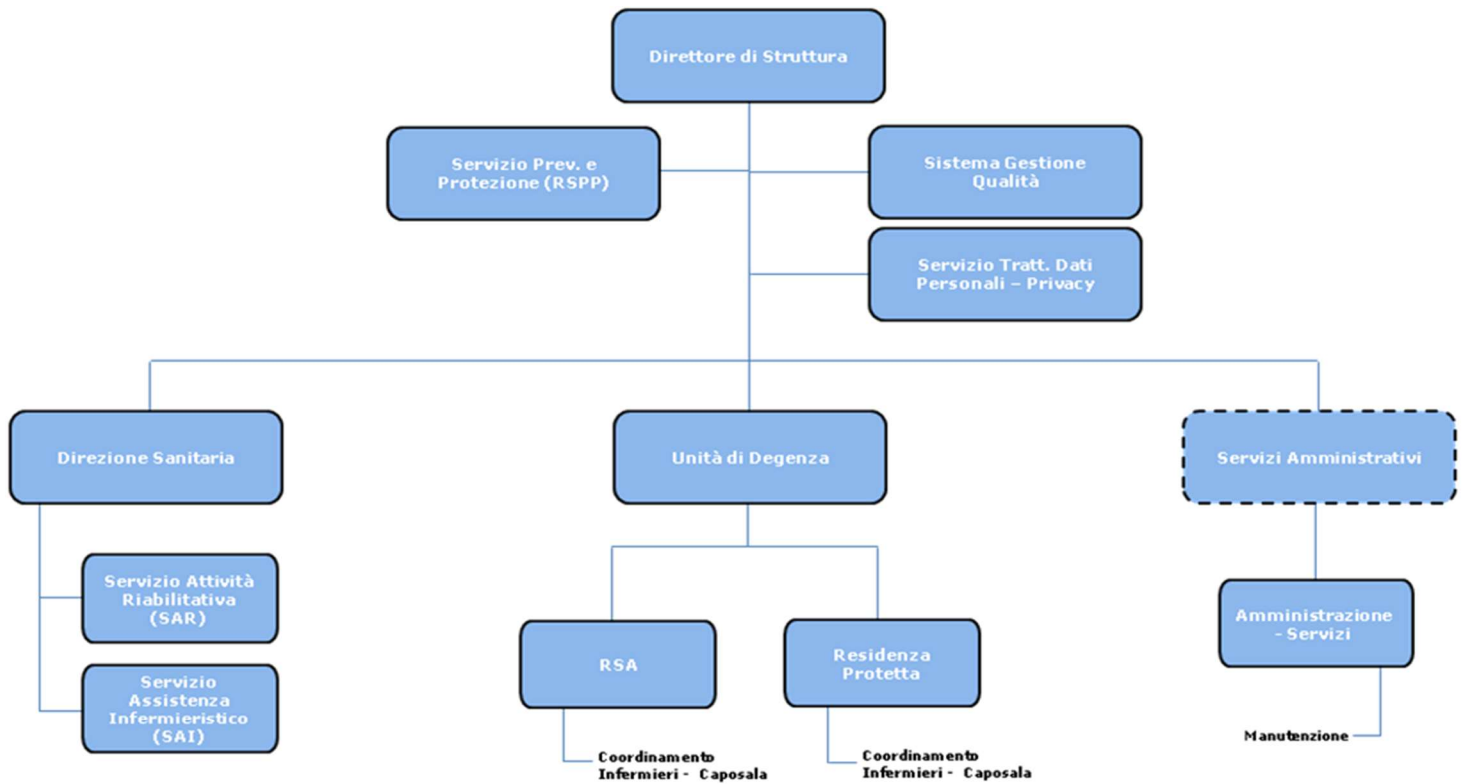 Direttore di Struttura
Servizio Prev. e
Protezione (RSPP)
Sistema Gestione
Qualità
Servizio Tratt. Dati
Personali – Privacy
Direzione Sanitaria
Unità di Degenza
Servizi Amministrativi
Servizio Attività
Riabilitativa
(SAR)
Servizio
Assistenza
Infermieristico
(SAI)
RSA
Residenza
Protetta
Amministrazione
- Servizi
Coordinamento
Infermieri - Caposala
Coordinamento
Infermieri - Caposala
Manutenzione